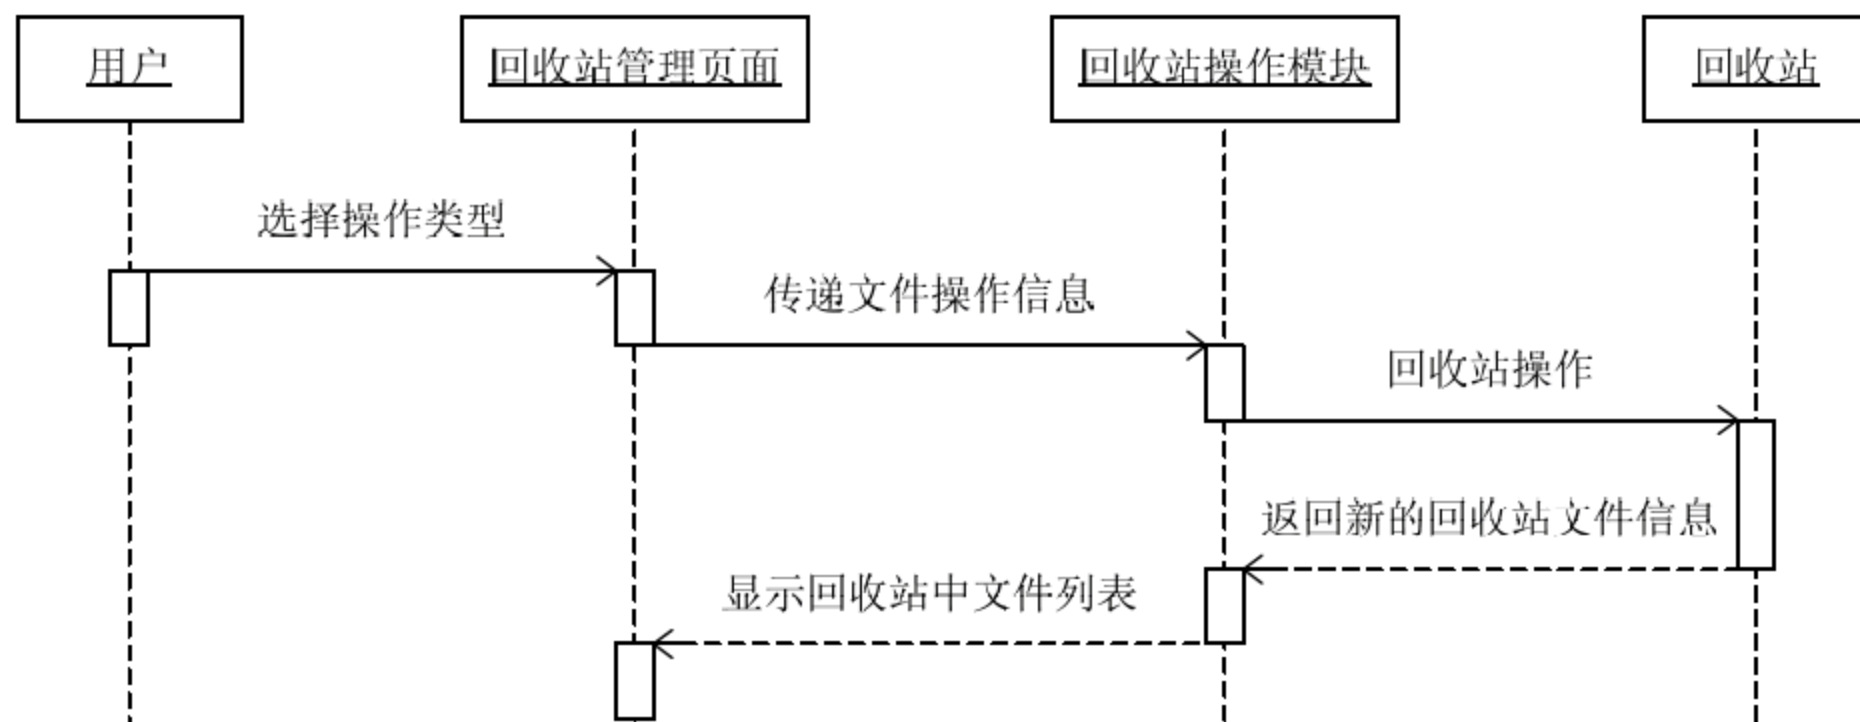 用户
回收站管理页面
回收站操作模块
回收站
选择操作类型
传递文件操作信息
回收站操作
返回新的回收站文件信息
显示回收站中文件列表